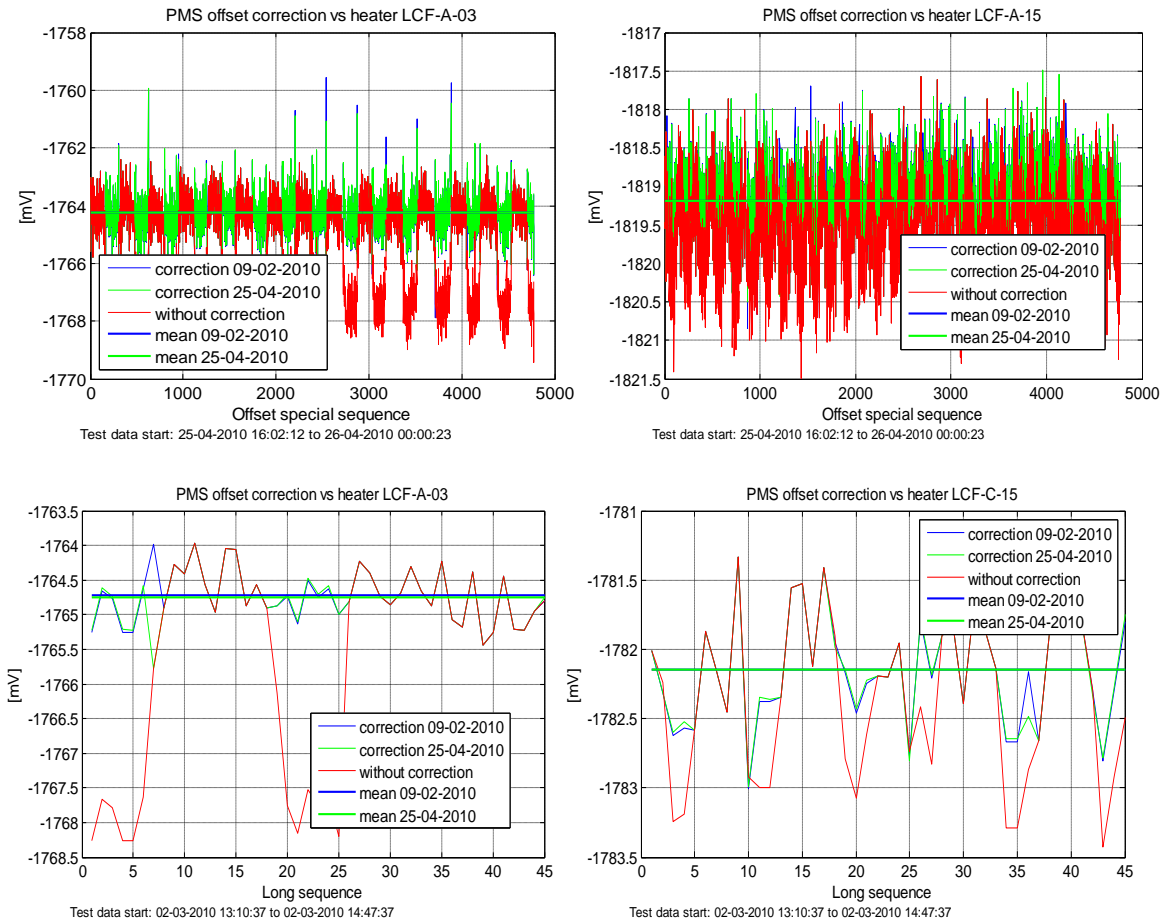 PMS offset correction vs heater LCF-A-03
-1758
-1760
-1762
-1764
-1766
-1768
-1770
[mV]
correction 09-02-2010
correction 25-04-2010
without correction
mean 09-02-2010
mean 25-04-2010
0 1000 2000 3000 4000 5000
Offset special sequence
Test data start: 25-04-2010 16:02:12 to 26-04-2010 00:00:23
PMS offset correction vs heater LCF-A-15
-1817
-1817.5
-1818
-1818.5
-1819
-1819.5
-1820
-1820.5
-1821
-1821.5
[mV]
correction 09-02-2010
correction 25-04-2010
without correction
mean 09-02-2010
mean 25-04-2010
0 1000 2000 3000 4000 5000
Offset special sequence
Test data start: 25-04-2010 16:02:12 to 26-04-2010 00:00:23
PMS offset correction vs heater LCF-A-03
-1763.5
-1764
-1764.5
-1765
-1765.5
-1766
-1766.5
-1767
-1767.5
-1768
-1768.5
[mV]
correction 09-02-2010
correction 25-04-2010
without correction
mean 09-02-2010
mean 25-04-2010
0 5 10 15 20 25 30 35 40 45
Long sequence
Test data start: 02-03-2010 13:10:37 to 02-03-2010 14:47:37
PMS offset correction vs heater LCF-C-15
-1781
-1781.5
-1782
-1782.5
-1783
-1783.5
[mV]
correction 09-02-2010
correction 25-04-2010
without correction
mean 09-02-2010
mean 25-04-2010
0 5 10 15 20 25 30 35 40 45
Long sequence
Test data start: 02-03-2010 13:10:37 to 02-03-2010 14:47:37